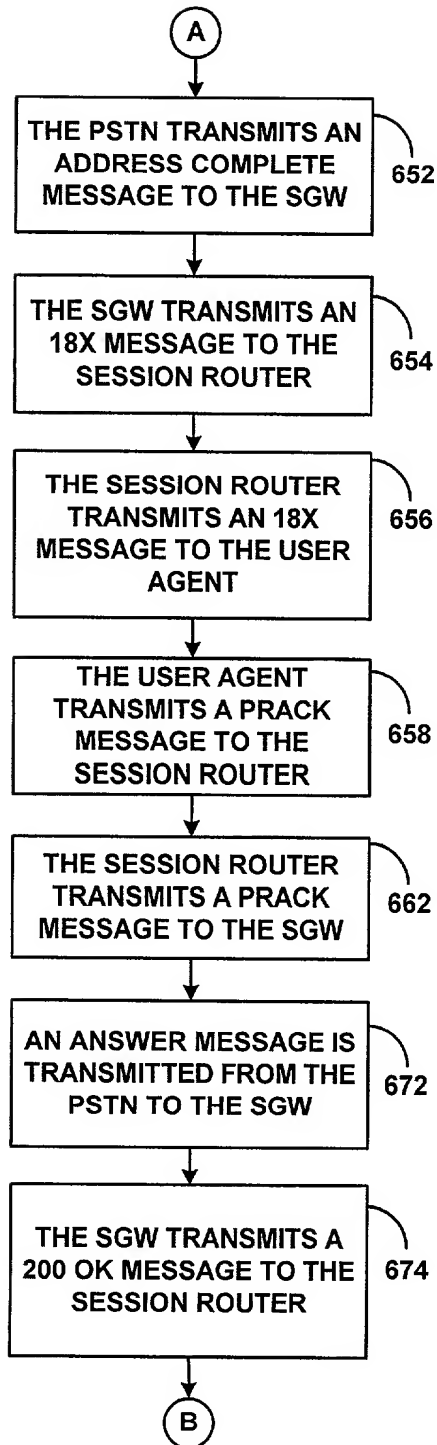 A
THE PSTN TRANSMITS AN
ADDRESS COMPLETE
MESSAGE TO THE SGW
652
THE SGW TRANSMITS AN
18X MESSAGE TO THE
SESSION ROUTER
654
THE SESSION ROUTER
TRANSMITS AN 18X
MESSAGE TO THE USER
AGENT
656
THE USER AGENT
TRANSMITS A PRACK
MESSAGE TO THE
SESSION ROUTER
658
THE SESSION ROUTER
TRANSMITS A PRACK
MESSAGE TO THE SGW
662
AN ANSWER MESSAGE IS
TRANSMITTED FROM THE
PSTN TO THE SGW
672
THE SGW TRANSMITS A
200 OK MESSAGE TO THE
SESSION ROUTER
674
B